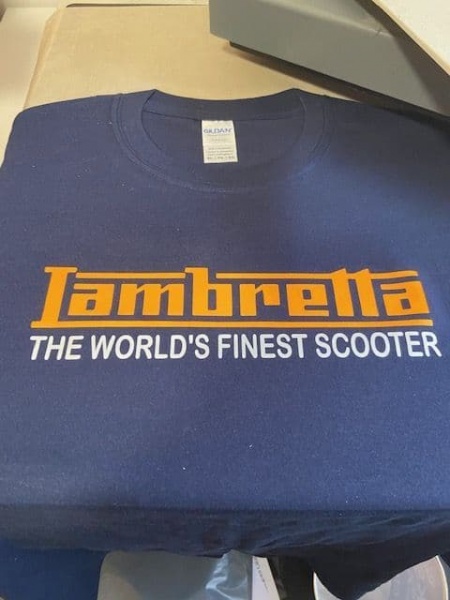 GILDAN
Lambretta
THE WORLD'S FINEST SCOOTER